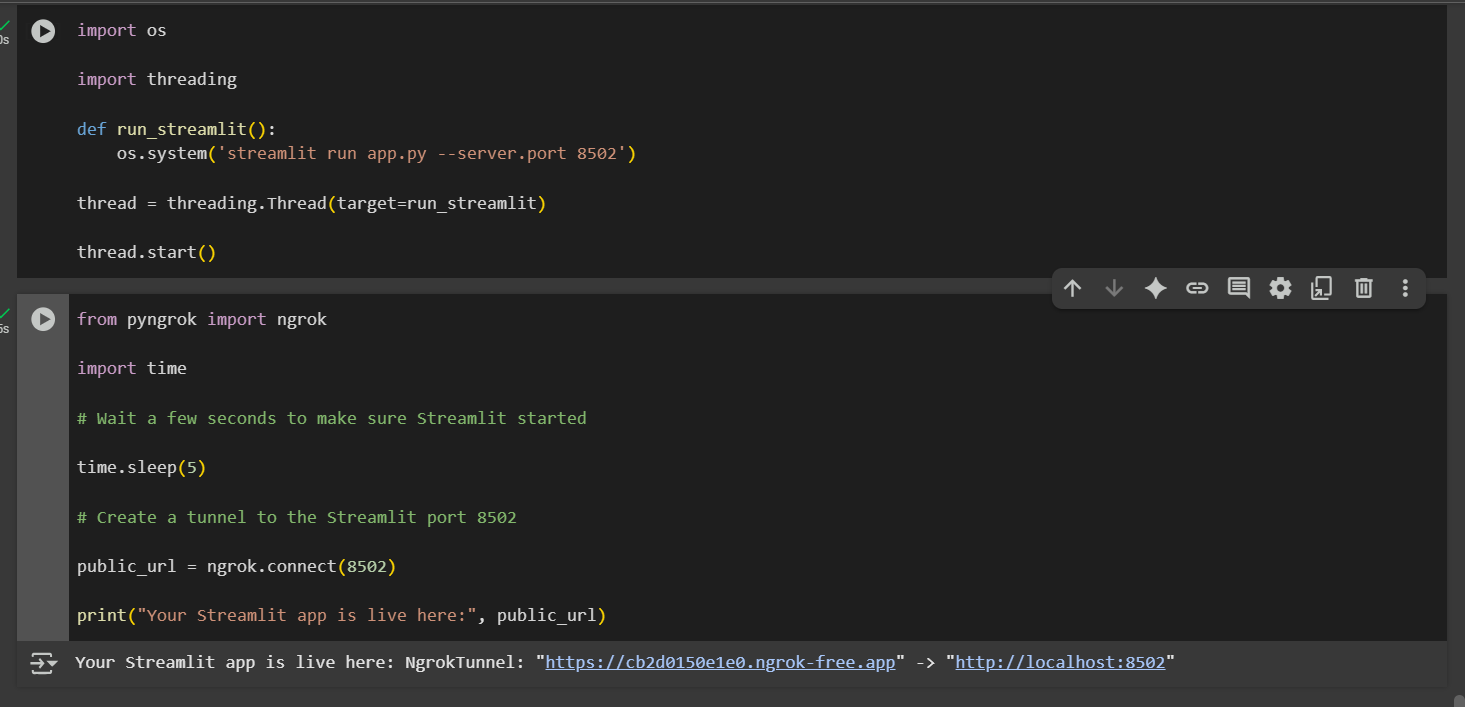 import os
0s
import threading
def run_streamlit():
    os.system('streamlit run app.py --server.port 8502')
thread = threading.Thread(target=run_streamlit)
thread.start()
from pyngrok import ngrok
5s
import time
# Wait a few seconds to make sure Streamlit started
time.sleep(5)
# Create a tunnel to the Streamlit port 8502
public_url = ngrok.connect(8502)
print("Your Streamlit app is live here:", public_url)
Your Streamlit app is live here: NgrokTunnel: "https://cb2d0150e1e0.ngrok-free.app" -> "http://localhost:8502"